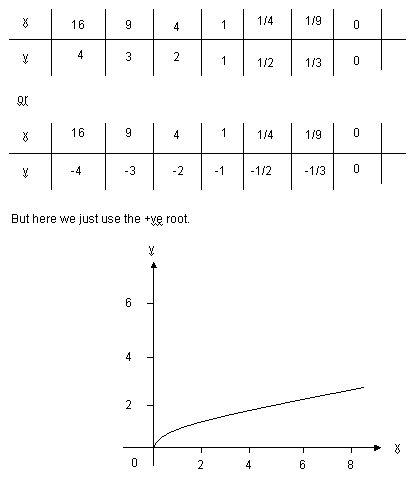 x 16 9 4 1 1/4 1/9 0
y 4 3 2 1 1/2 1/3 0
or
x 16 9 4 1 1/4 1/9 0
y -4 -3 -2 -1 -1/2 -1/3 0
But here we just use the +ve root.
y
6
4
2
0 2 4 6 8 x